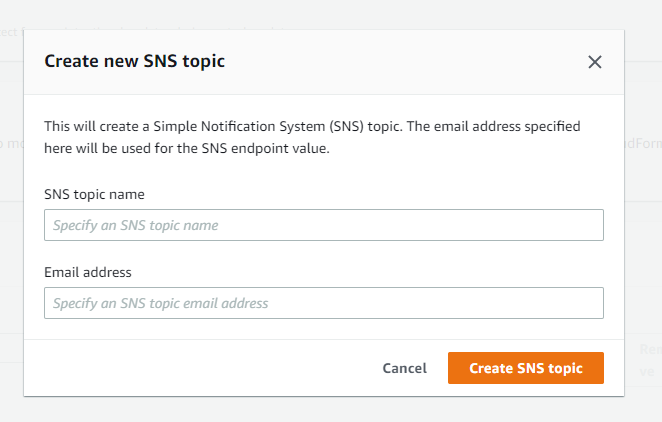 Create new SNS topic
This will create a Simple Notification System (SNS) topic. The email address specified
here will be used for the SNS endpoint value.
SNS topic name
Specify an SNS topic name
Email address
Specify an SNS topic email address
Cancel
Create SNS topic